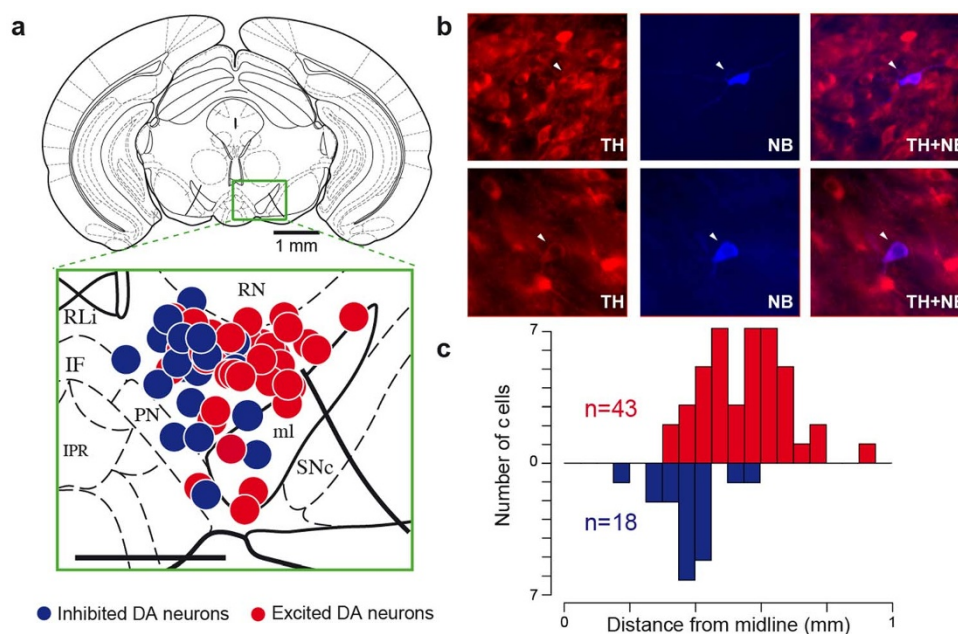 a
1 mm
RN
RLi
IF
PN
IPR
ml
SNc
Inhibited DA neurons
Excited DA neurons
b
TH
NB
TH+NB
TH
NB
TH+NB
c
7
n=43
0
n=18
7
Number of cells
0
1
Distance from midline (mm)